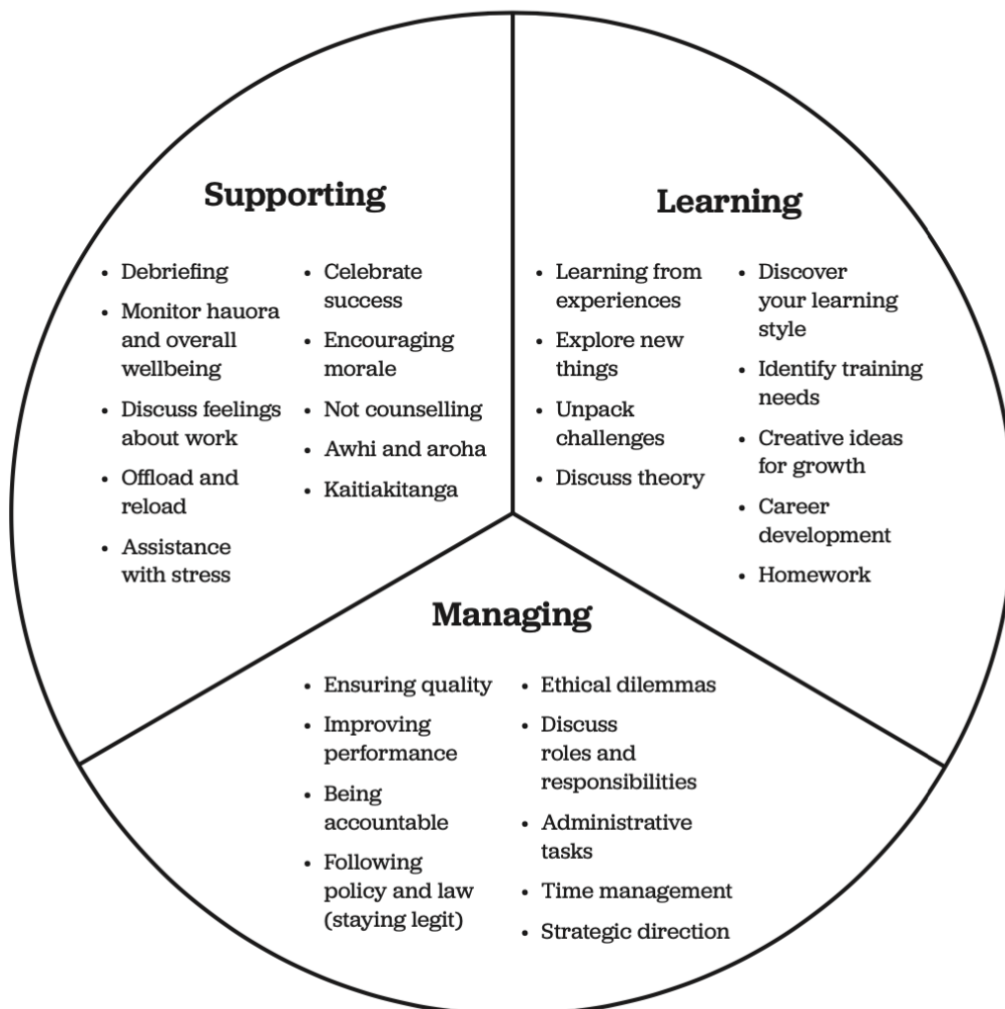 Supporting
• Debriefing
• Monitor hauora
and overall
wellbeing
• Discuss feelings
about work
• Offload and
reload
• Assistance
with stress
• Celebrate
success
• Encouraging
morale
• Not counselling
• Awhi and aroha
• Kaitiakitanga
Learning
• Learning from
experiences
• Explore new
things
• Unpack
challenges
• Discuss theory
• Discover
your learning
style
• Identify training
needs
• Creative ideas
for growth
• Career
development
• Homework
Managing
• Ensuring quality
• Improving
performance
• Being
accountable
• Following
policy and law
(staying legit)
• Ethical dilemmas
• Discuss
roles and
responsibilities
• Administrative
tasks
• Time management
• Strategic direction